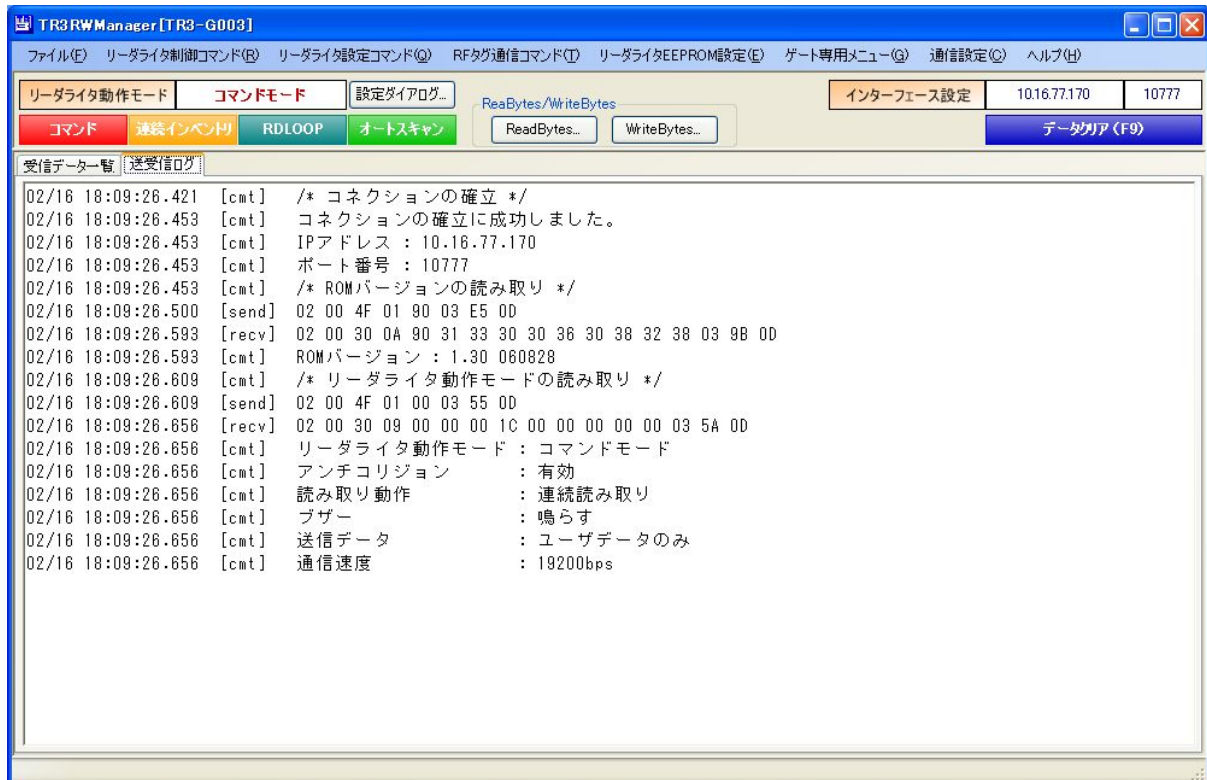 TR3RWManager[TR3-G003]
ファイル(F) リーダライタ制御コマンド(R) リーダライタ設定コマンド(Q) RFタグ通信コマンド(T) リーダライタEEPROM設定(E) ゲート専用メニュー(G) 通信設定(C) ヘルプ(H)
リーダライタ動作モード コマンドモード 設定ダイアログ... ReaBytes/WriteBytes インターフェース設定 10.16.77.170 10777
コマンド 連続インベントリ RDLOOP オートスキャン ReadBytes... WriteBytes... データクリア(F9)
受信データ一覧 送受信ログ
02/16 18:09:26.421 [cmt] /* コネクションの確立 */
02/16 18:09:26.453 [cmt] コネクションの確立に成功しました。
02/16 18:09:26.453 [cmt] IPアドレス : 10.16.77.170
02/16 18:09:26.453 [cmt] ポート番号 : 10777
02/16 18:09:26.453 [cmt] /* ROMバージョンの読み取り */
02/16 18:09:26.500 [send] 02 00 4F 01 90 03 E5 0D
02/16 18:09:26.593 [recv] 02 00 30 0A 90 31 33 30 30 36 30 38 32 38 03 9B 0D
02/16 18:09:26.593 [cmt] ROMバージョン : 1.30 060828
02/16 18:09:26.609 [cmt] /* リーダライタ動作モードの読み取り */
02/16 18:09:26.609 [send] 02 00 4F 01 00 03 55 0D
02/16 18:09:26.656 [recv] 02 00 30 09 00 00 00 1C 00 00 00 00 00 03 5A 0D
02/16 18:09:26.656 [cmt] リーダライタ動作モード : コマンドモード
02/16 18:09:26.656 [cmt] アンチコリジョン : 有効
02/16 18:09:26.656 [cmt] 読み取り動作 : 連続読み取り
02/16 18:09:26.656 [cmt] ブザー : 鳴らす
02/16 18:09:26.656 [cmt] 送信データ : ユーザデータのみ
02/16 18:09:26.656 [cmt] 通信速度 : 19200bps